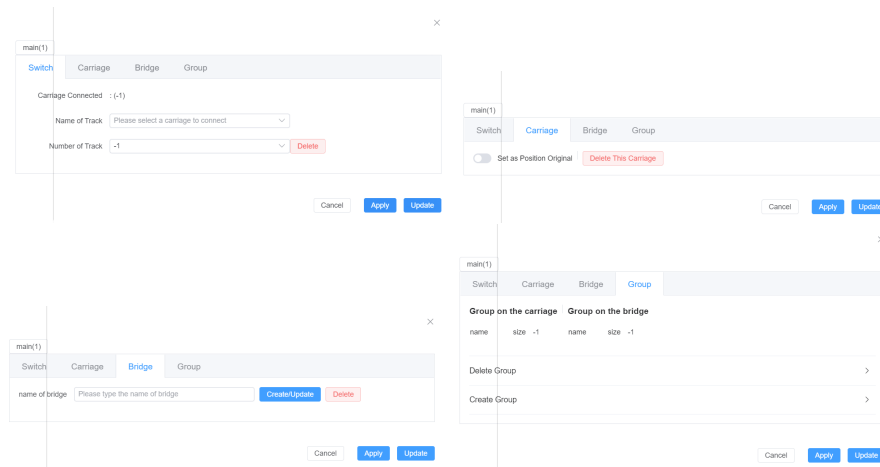 main(1)
Switch Carriage Bridge Group
Carriage Connected : (-1)
Name of Track Please select a carriage to connect
Number of Track -1 Delete
Cancel Apply Update
main(1)
Switch Carriage Bridge Group
Set as Position Original Delete This Carriage
Cancel Apply Update
main(1)
Switch Carriage Bridge Group
name of bridge Please type the name of bridge Create/Update Delete
Cancel Apply Update
main(1)
Switch Carriage Bridge Group
Group on the carriage Group on the bridge
name size -1 name size -1
Delete Group
Create Group
Cancel Apply Update